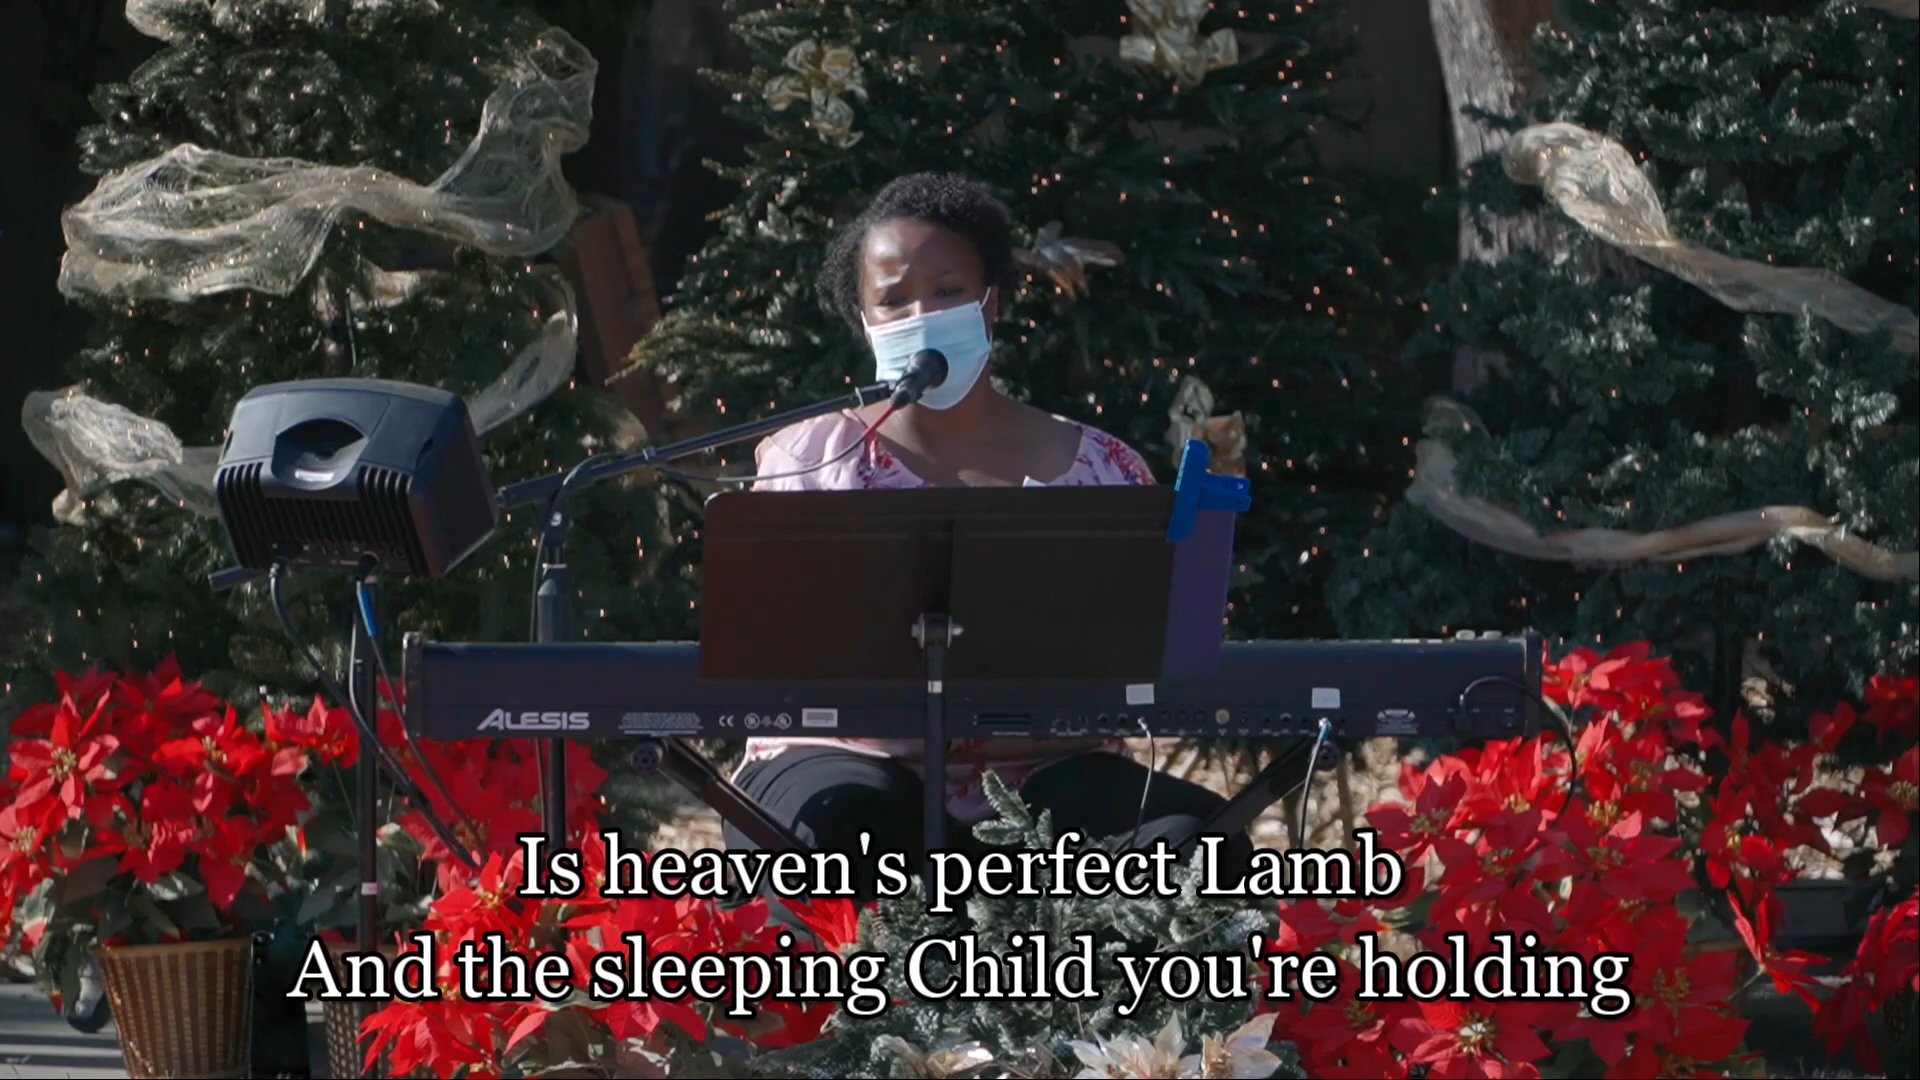 ALESIS
Is heaven's perfect Lamb
And the sleeping Child you're holding